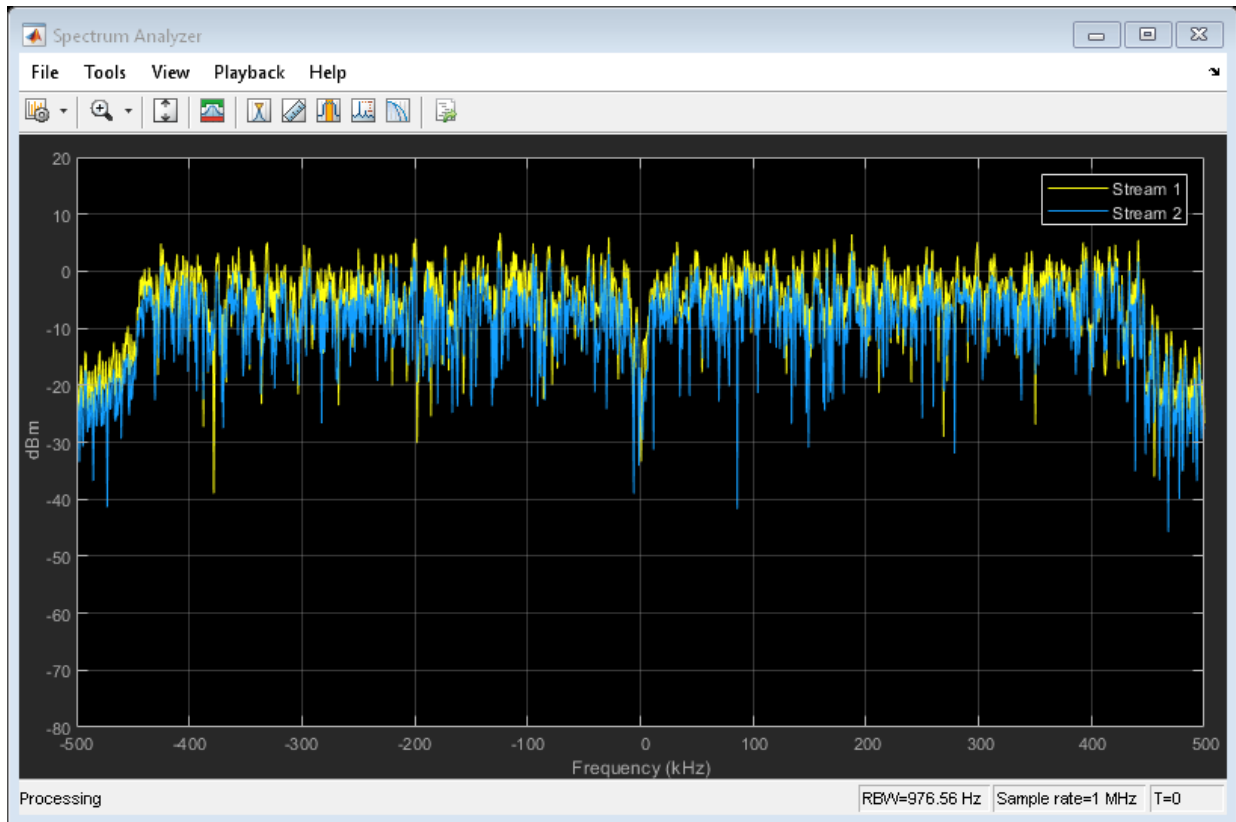 Spectrum Analyzer
File Tools View Playback Help
20
10
0
-10
-20
-30
-40
-50
-60
-70
-80
dBm
Stream 1
Stream 2
-500 -400 -300 -200 -100 0 100 200 300 400 500
Frequency (kHz)
Processing RBW=976.56 Hz Sample rate=1 MHz T=0